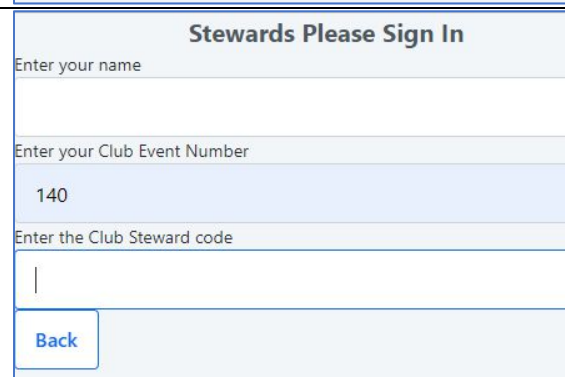 Stewards Please Sign In
Enter your name
Enter your Club Event Number
140
Enter the Club Steward code
Back